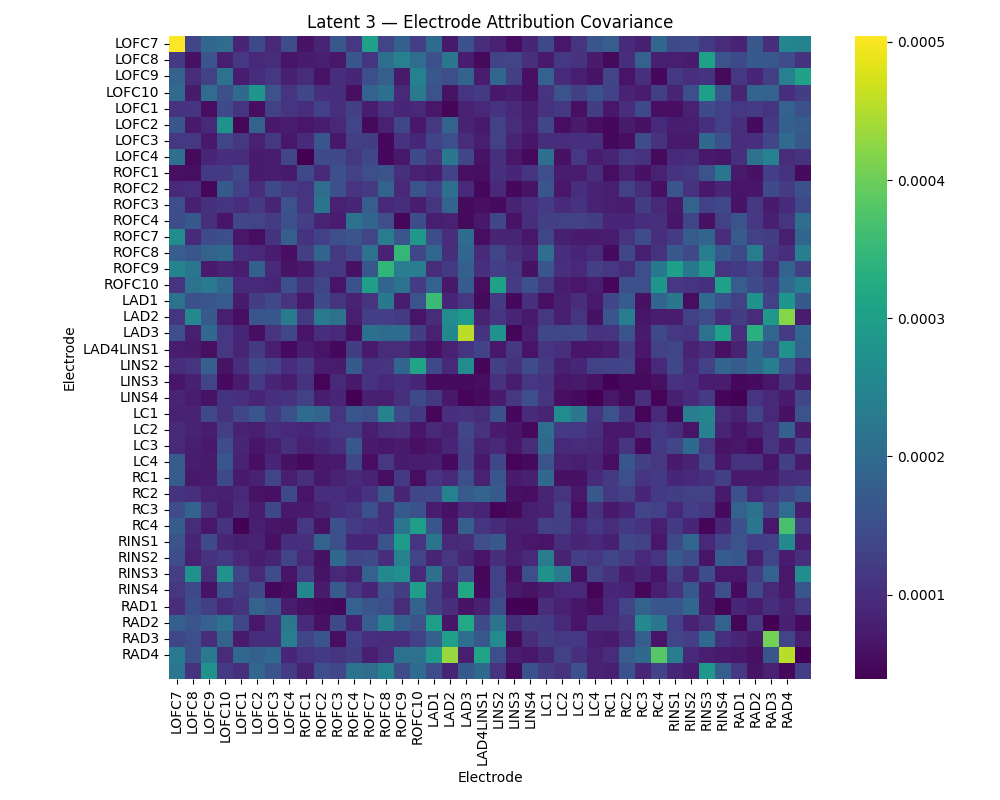 Latent 3 — Electrode Attribution Covariance
LOFC7
LOFC8
LOFC9
LOFC10
LOFC1
LOFC2
LOFC3
LOFC4
ROFC1
ROFC2
ROFC3
ROFC4
ROFC7
ROFC8
ROFC9
ROFC10
LAD1
LAD2
LAD3
LAD4LINS1
LINS2
LINS3
LINS4
LC1
LC2
LC3
LC4
RC1
RC2
RC3
RC4
RINS1
RINS2
RINS3
RINS4
RAD1
RAD2
RAD3
RAD4
Electrode
LOFC7
LOFC8
LOFC9
LOFC10
LOFC1
LOFC2
LOFC3
LOFC4
ROFC1
ROFC2
ROFC3
ROFC4
ROFC7
ROFC8
ROFC9
ROFC10
LAD1
LAD2
LAD3
LAD4LINS1
LINS2
LINS3
LINS4
LC1
LC2
LC3
LC4
RC1
RC2
RC3
RC4
RINS1
RINS2
RINS3
RINS4
RAD1
RAD2
RAD3
RAD4
Electrode
0.0005
0.0004
0.0003
0.0002
0.0001